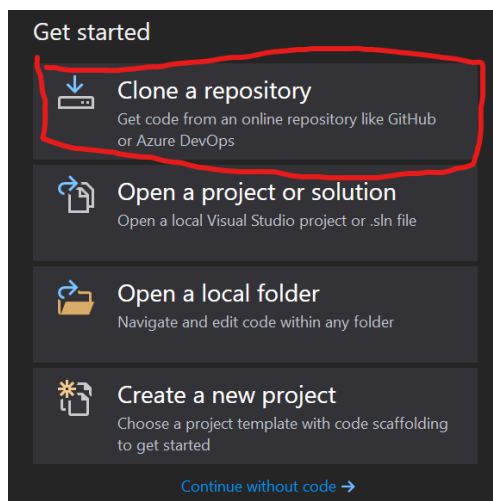 Get started
Clone a repository
Get code from an online repository like GitHub
or Azure DevOps
Open a project or solution
Open a local Visual Studio project or .sln file
Open a local folder
Navigate and edit code within any folder
Create a new project
Choose a project template with code scaffolding
to get started
Continue without code →